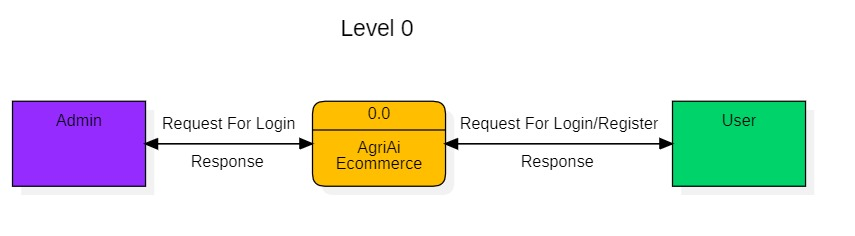 Level 0
Admin
Request For Login
Response
0.0
AgriAi
Ecommerce
Request For Login/Register
Response
User